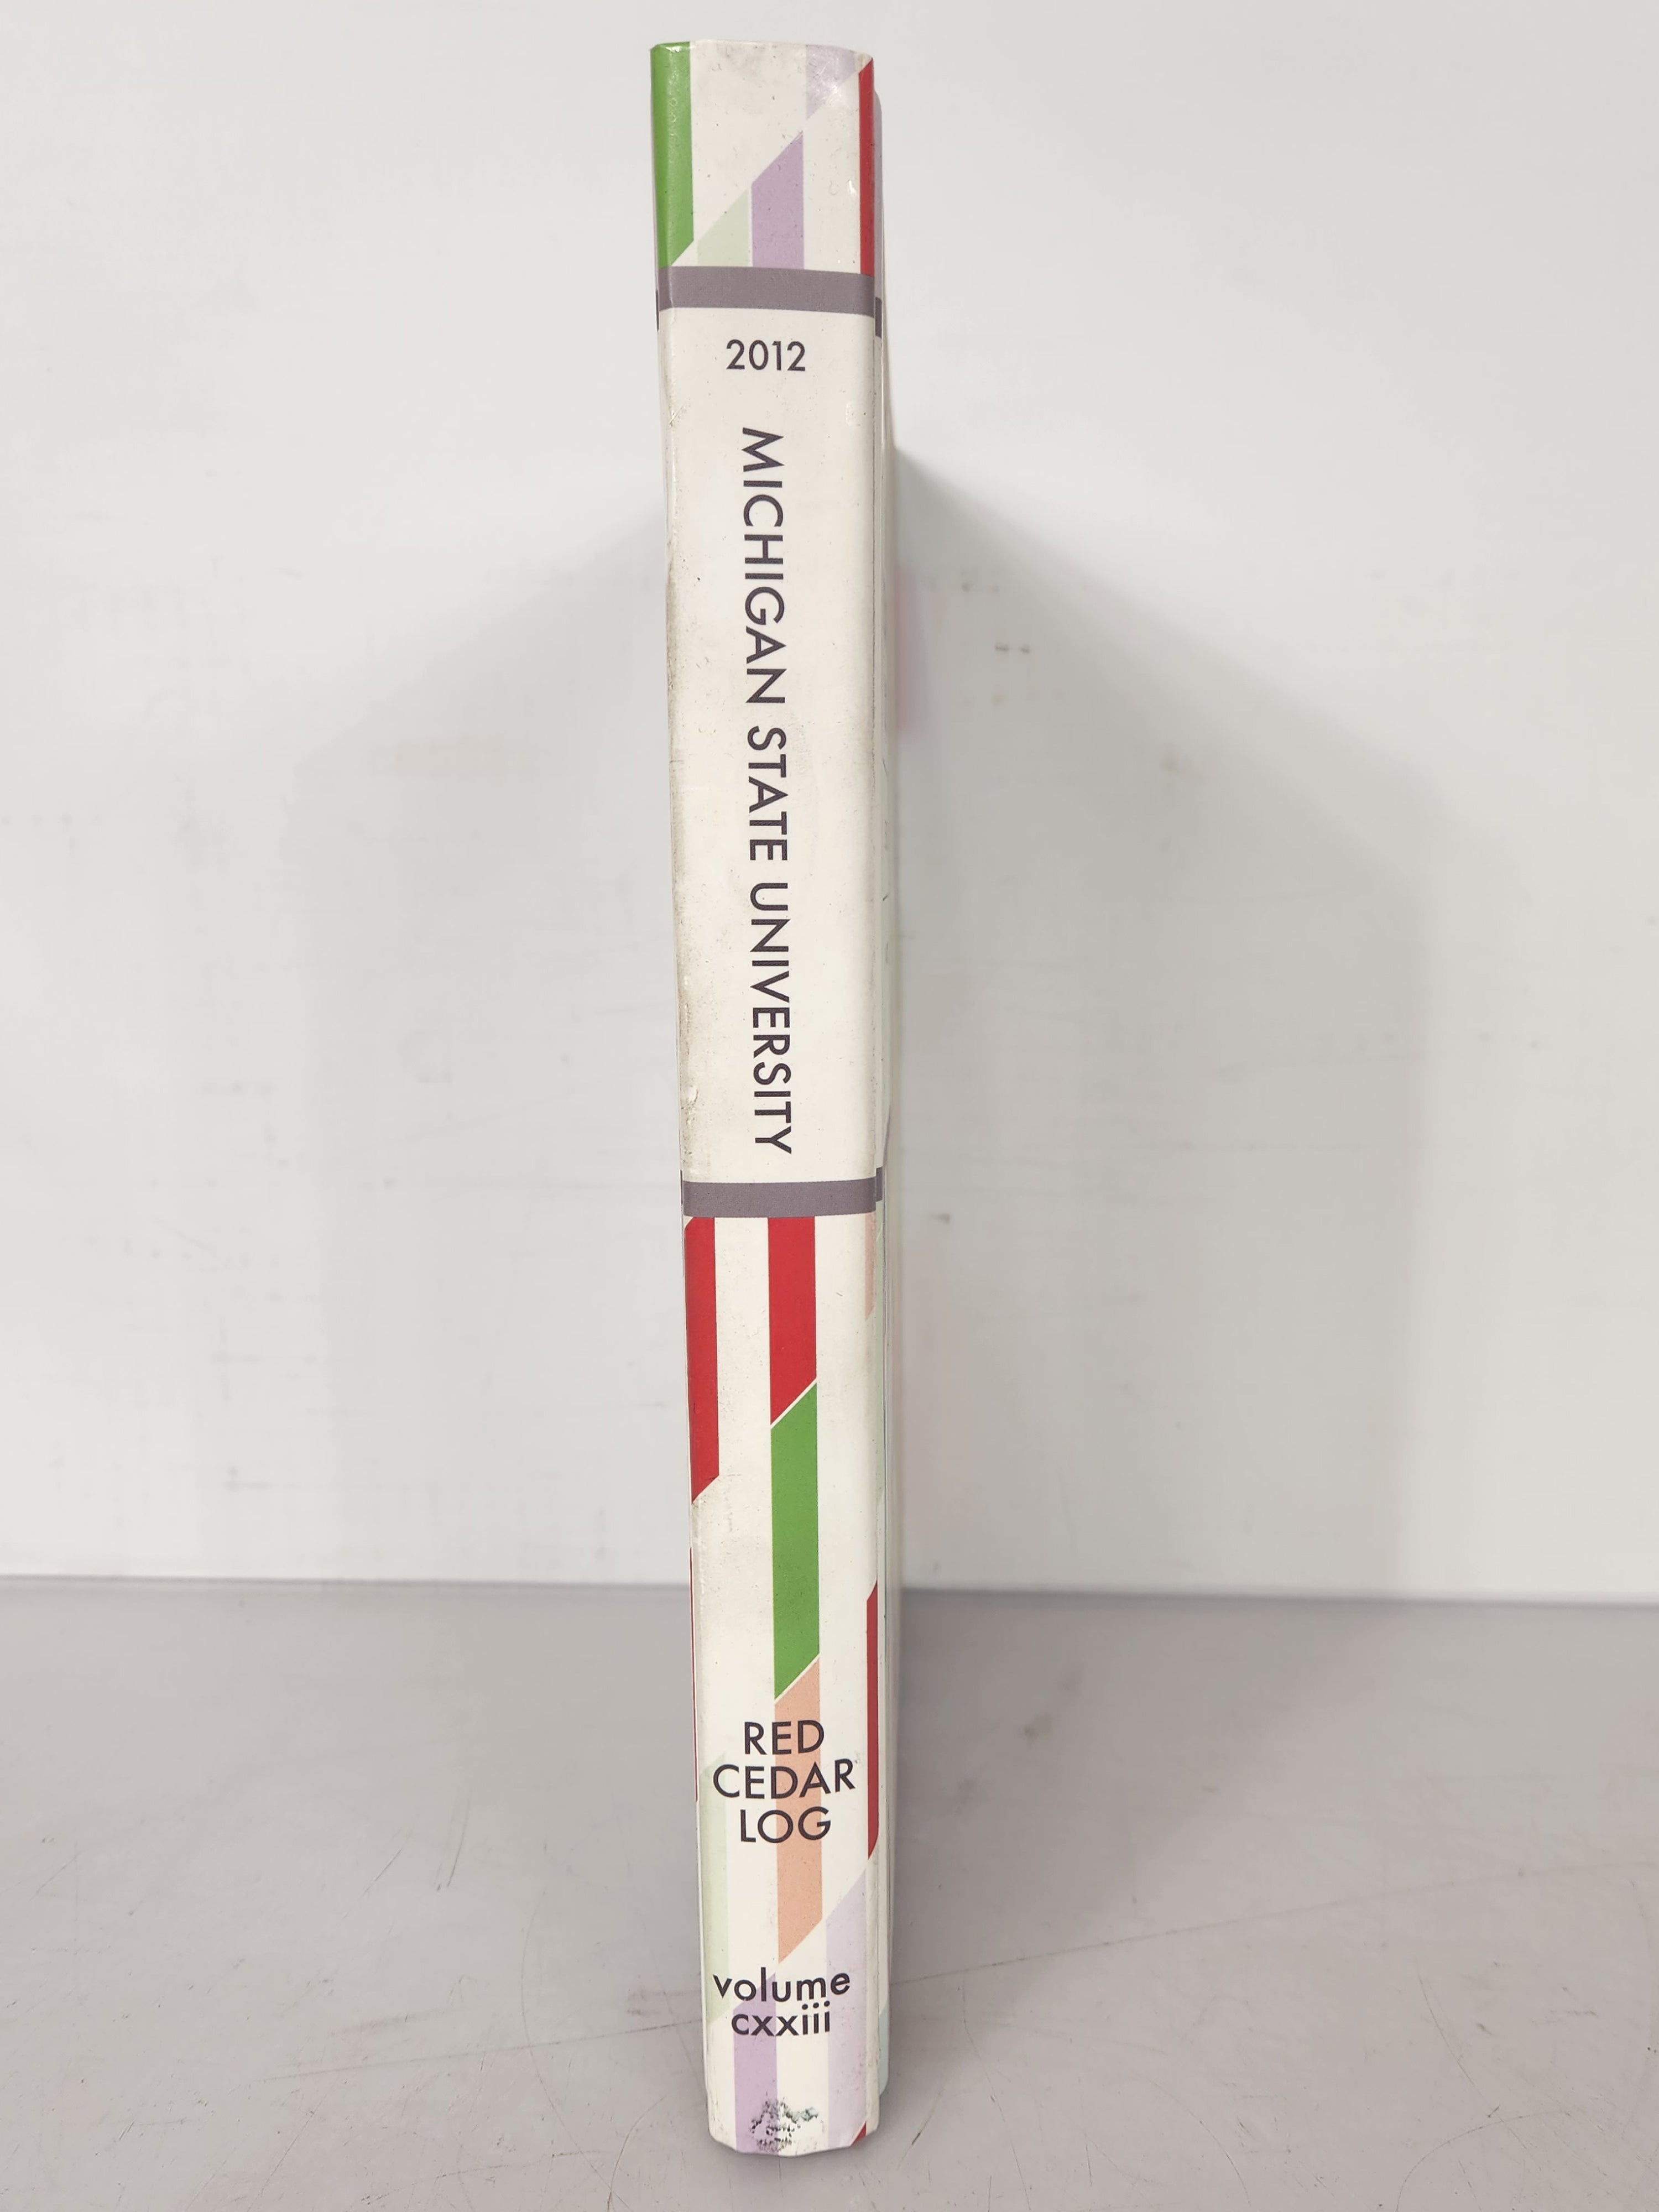 2012
MICHIGAN STATE UNIVERSITY
RED
CEDAR
LOG
volume
cxxiii